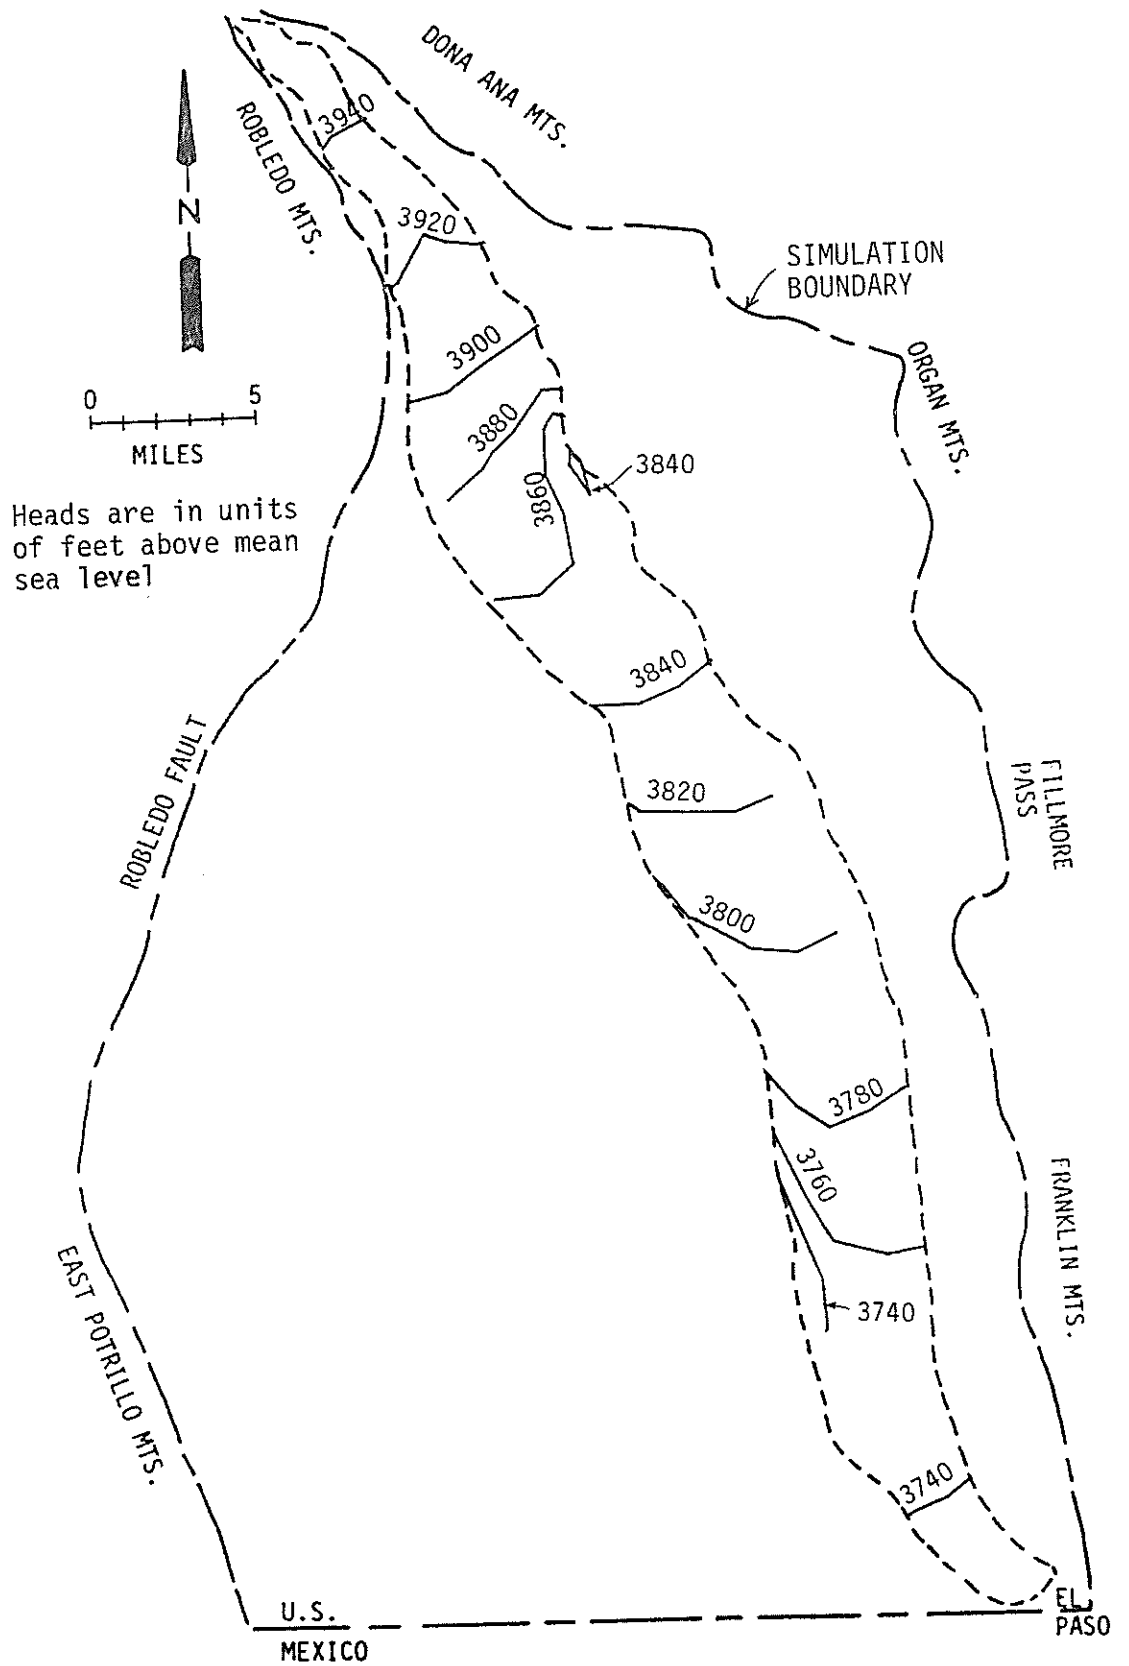 DONA ANA MTS.
ROBLEDO MTS.
3940
N
3920
SIMULATION
BOUNDARY
3900
ORGAN MTS.
0 5
MILES
3880
3840
3860
Heads are in units
of feet above mean
sea level
3840
ROBLEDO FAULT
3820
FILLMORE
PASS
3800
3780
3760
FRANKLIN MTS.
EAST POTRILLO MTS.
3740
3740
U.S.
MEXICO
EL
PASO